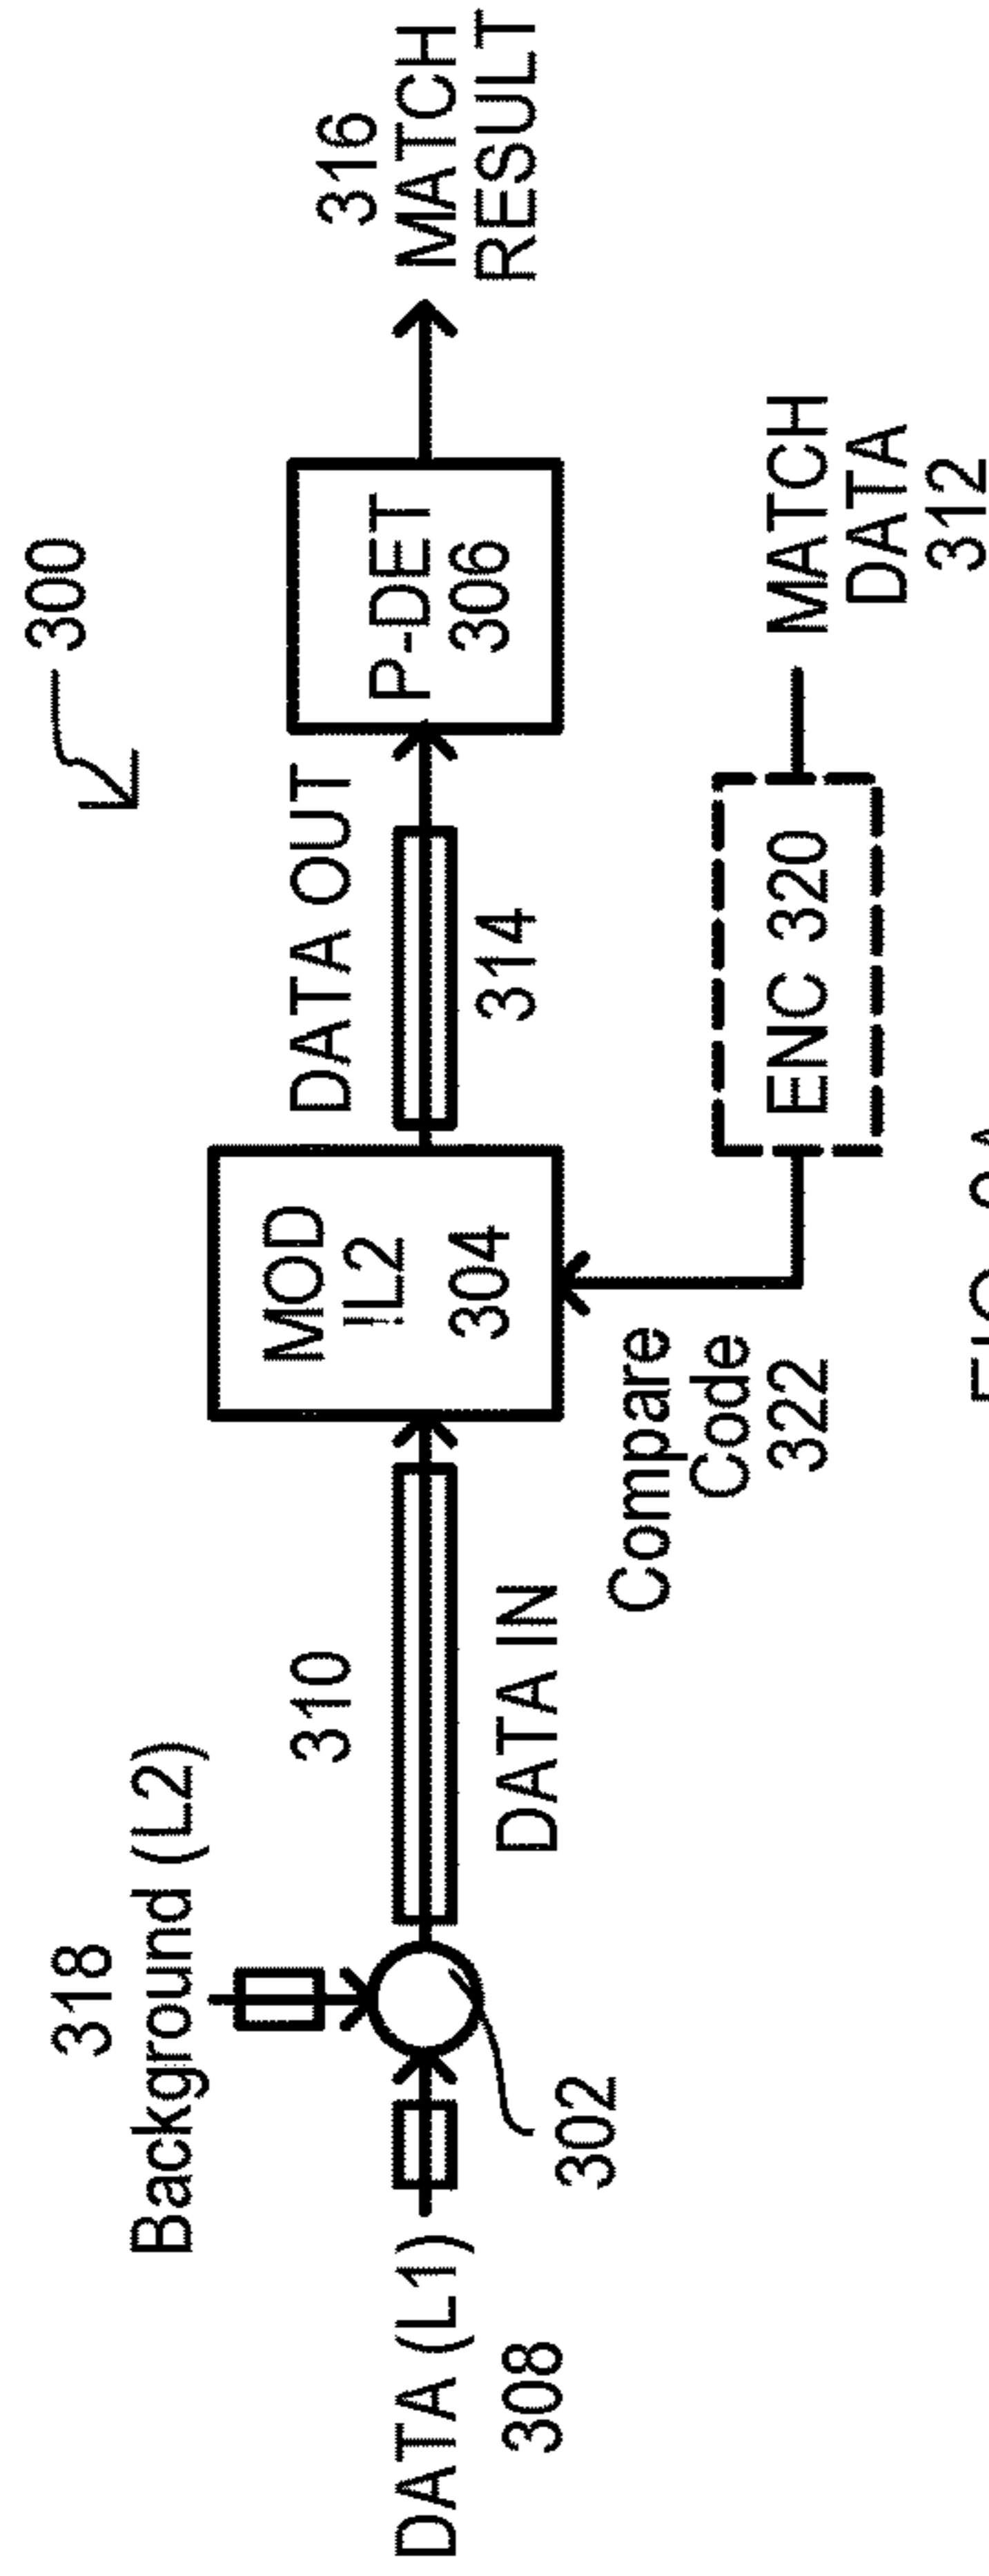 300
318
Background (L2)
310
DATA OUT
316
MATCH
RESULT
MOD
IL2
304
P-DET
306
DATA (L1)
308
302
DATA IN
314
Compare
Code
322
ENC 320
MATCH
DATA
312